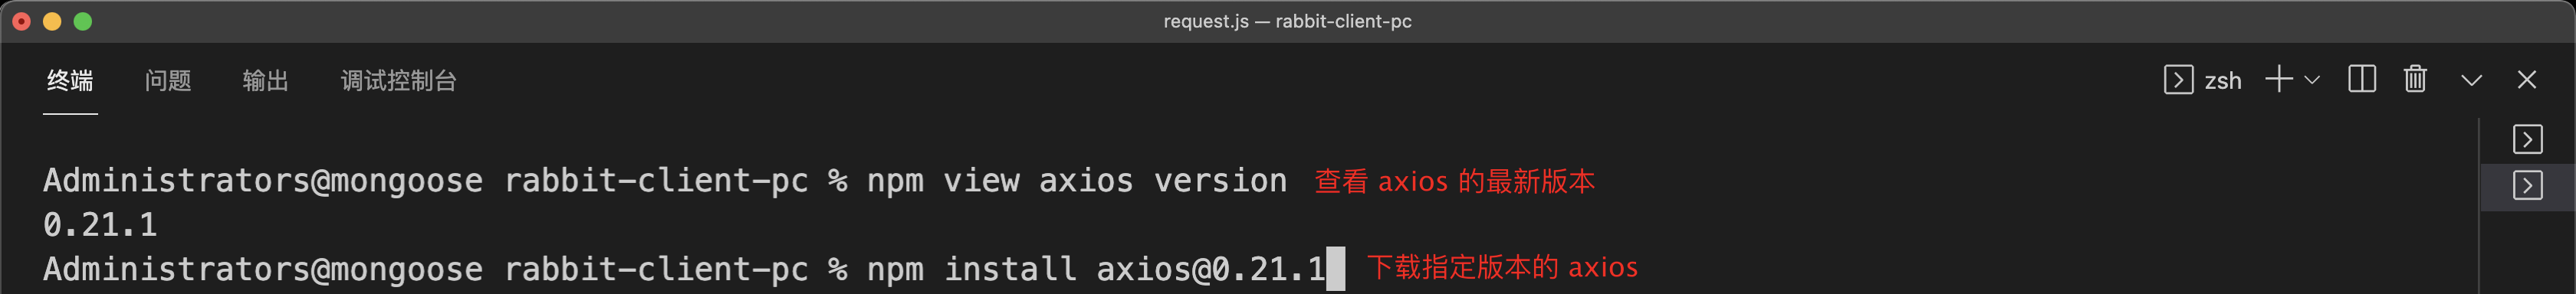 request.js — rabbit-client-pc
终端 问题 输出 调试控制台 zsh
Administrators@mongoose rabbit-client-pc % npm view axios version 查看 axios 的最新版本
0.21.1
Administrators@mongoose rabbit-client-pc % npm install axios@0.21.1 下载指定版本的 axios